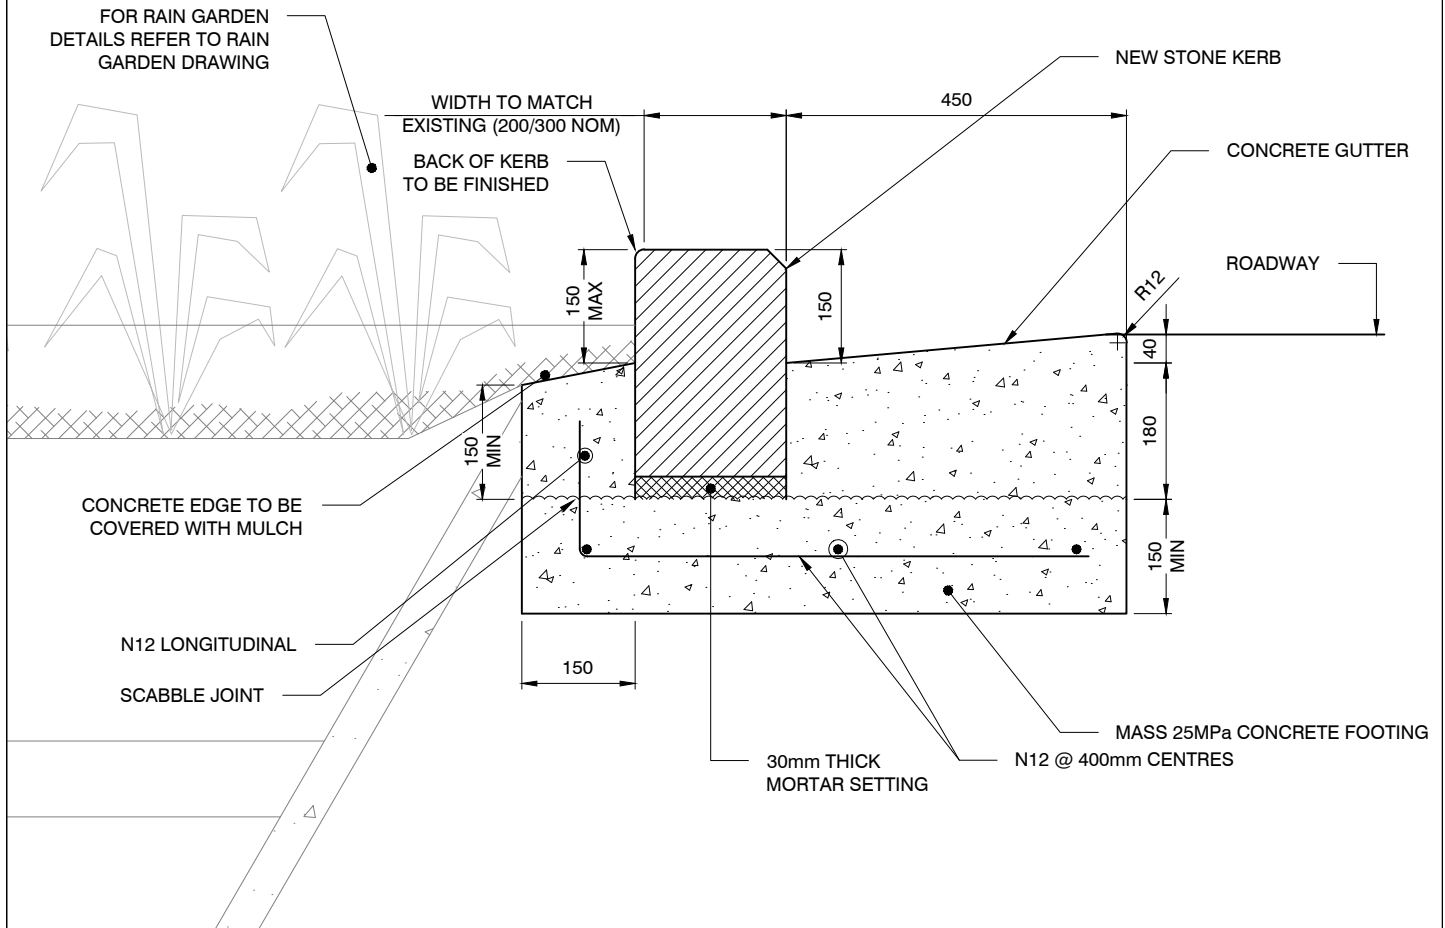 FOR RAIN GARDEN
DETAILS REFER TO RAIN
GARDEN DRAWING
NEW STONE KERB
WIDTH TO MATCH
EXISTING (200/300 NOM)
450
BACK OF KERB
TO BE FINISHED
CONCRETE GUTTER
ROADWAY
R12
150
MAX
150
40
180
150
MIN
150
MIN
CONCRETE EDGE TO BE
COVERED WITH MULCH
N12 LONGITUDINAL
SCABBLE JOINT
150
MASS 25MPa CONCRETE FOOTING
N12 @ 400mm CENTRES
30mm THICK
MORTAR SETTING